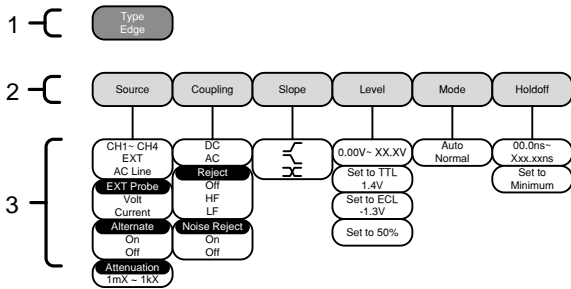 1
Type
Edge
2
Source
Coupling
Slope
Level
Mode
Holdoff
3
CH1~ CH4
EXT
AC Line
EXT Probe
Volt
Current
Alternate
On
Off
Attenuation
1mX ~ 1kX
DC
AC
Reject
Off
HF
LF
Noise Reject
On
Off
0.00V~ XX.XV
Set to TTL
1.4V
Set to ECL
-1.3V
Set to 50%
Auto
Normal
00.0ns~
Xxx.xxns
Set to
Minimum